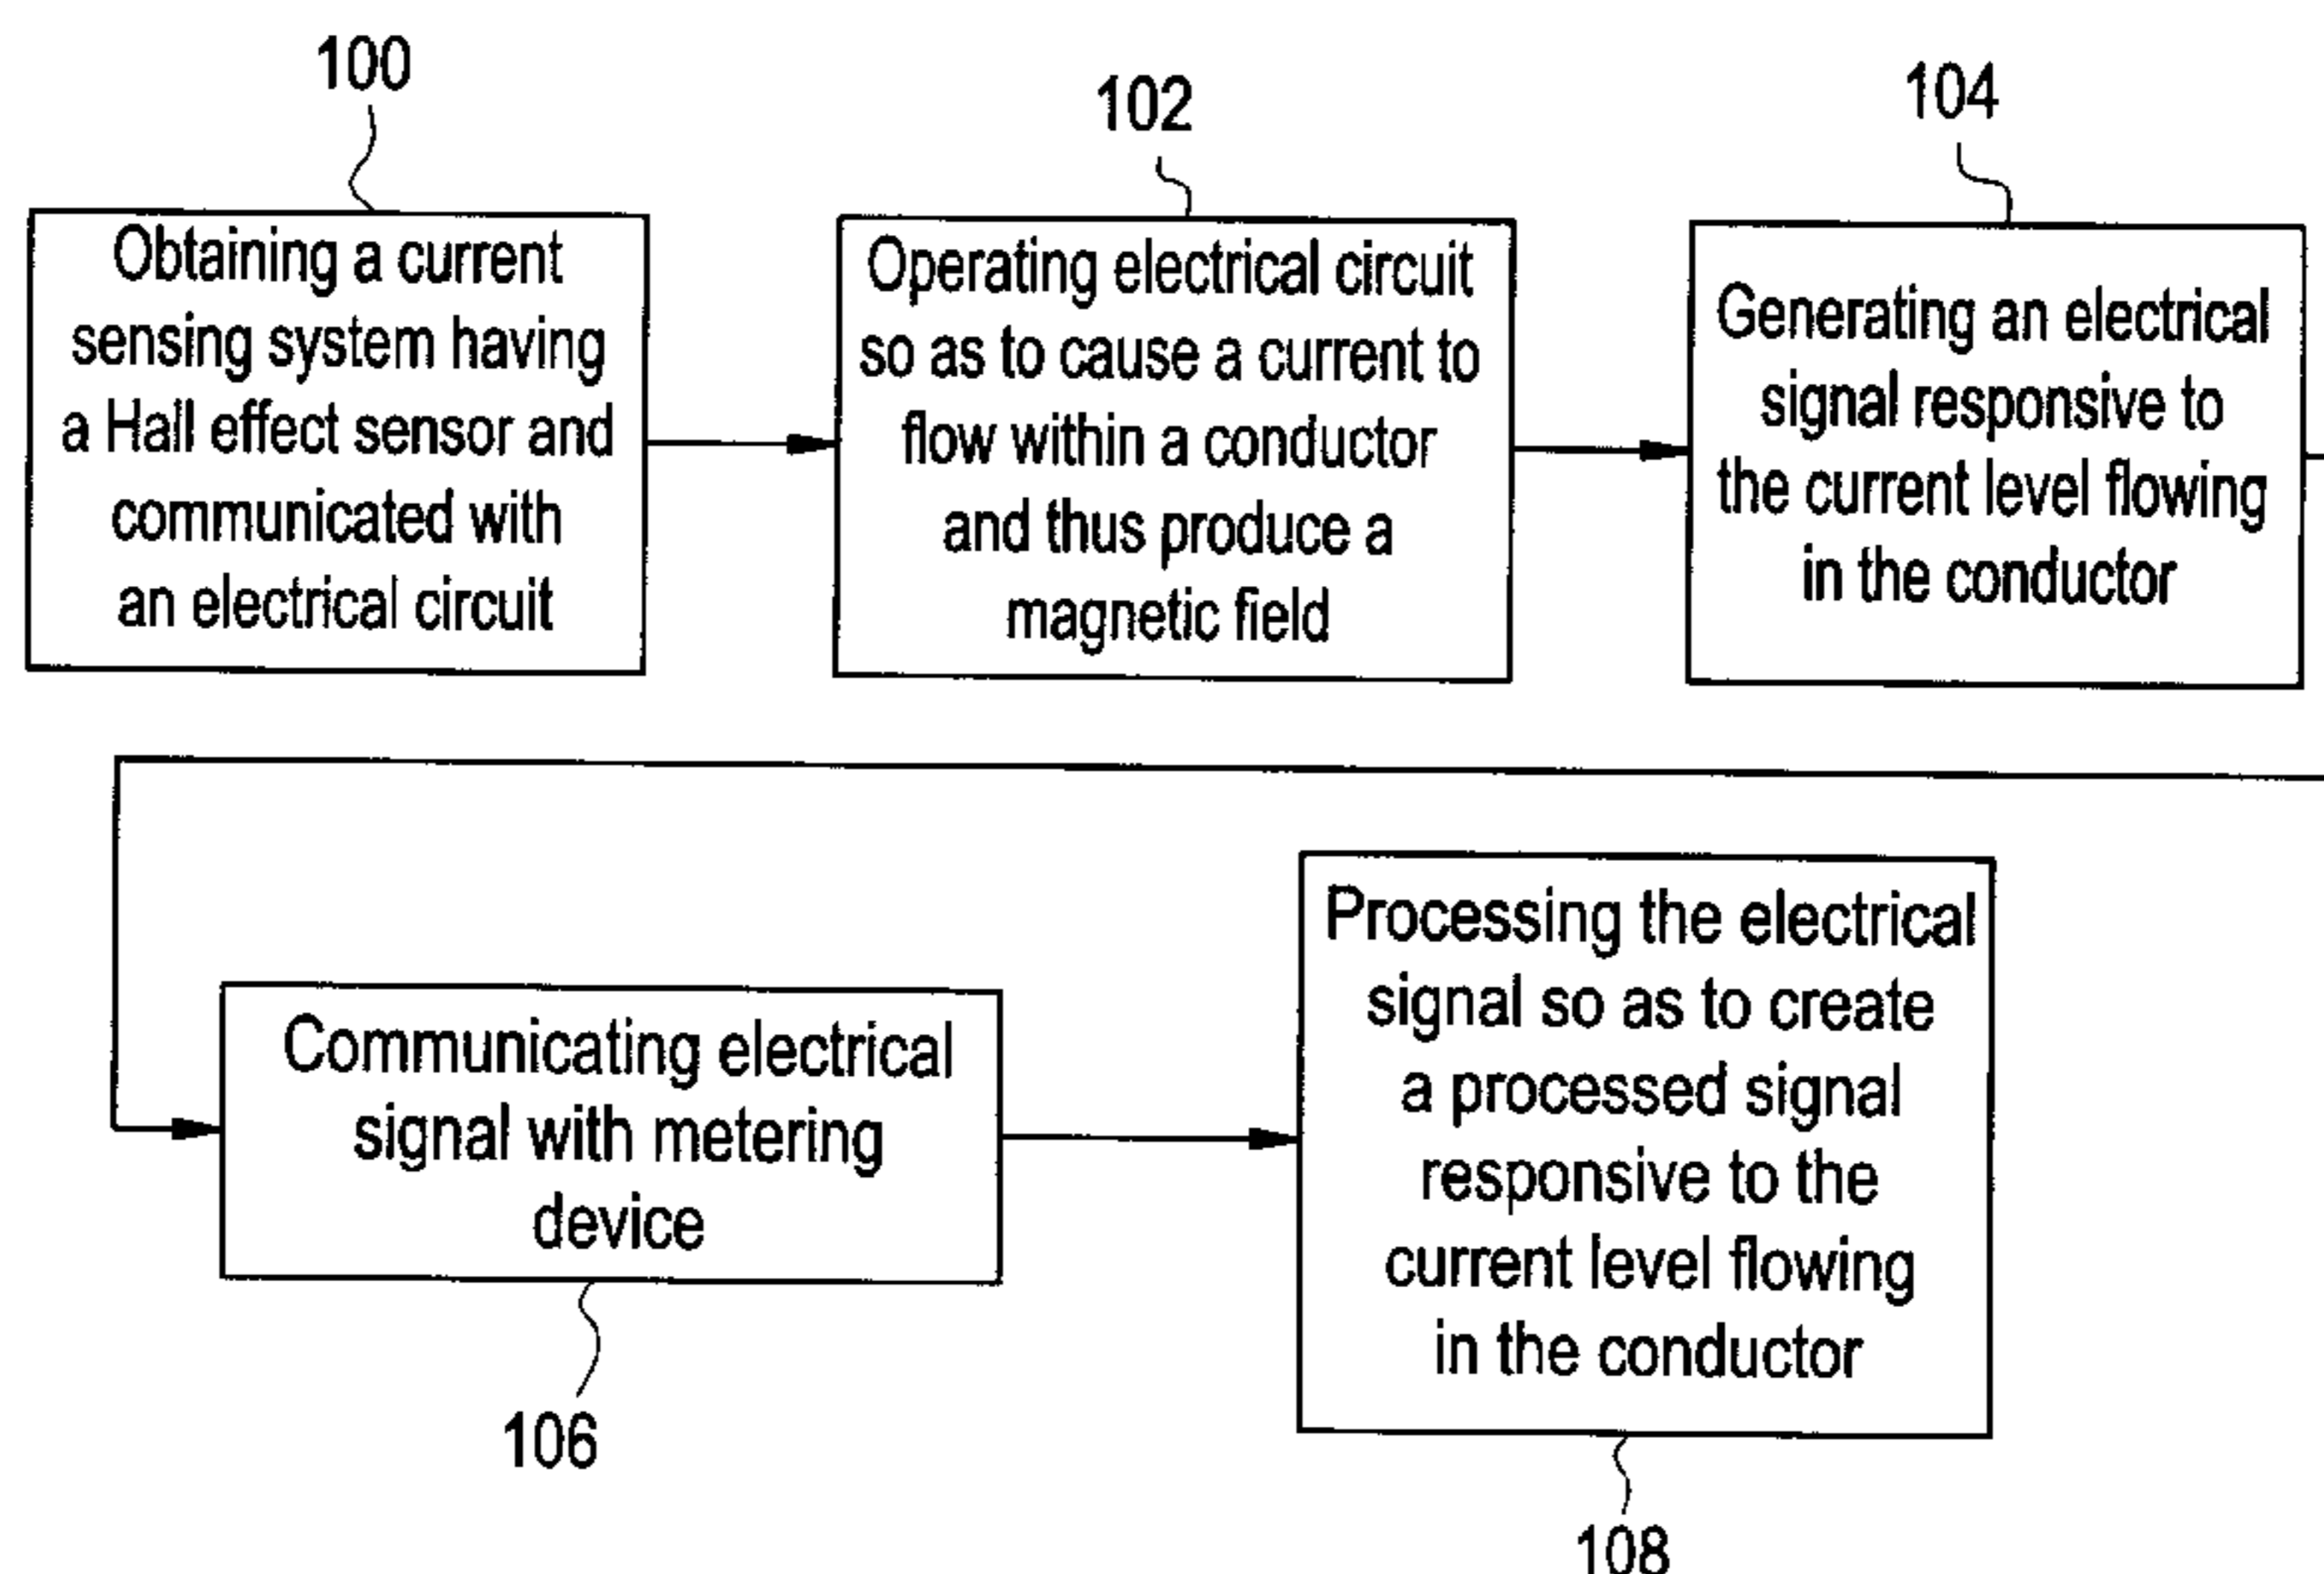 100
Obtaining a current
sensing system having
a Hall effect sensor and
communicated with
an electrical circuit
102
Operating electrical circuit
so as to cause a current to
flow within a conductor
and thus produce a
magnetic field
104
Generating an electrical
signal responsive to
the current level flowing
in the conductor
Communicating electrical
signal with metering
device
106
Processing the electrical
signal so as to create
a processed signal
responsive to the
current level flowing
in the conductor
108